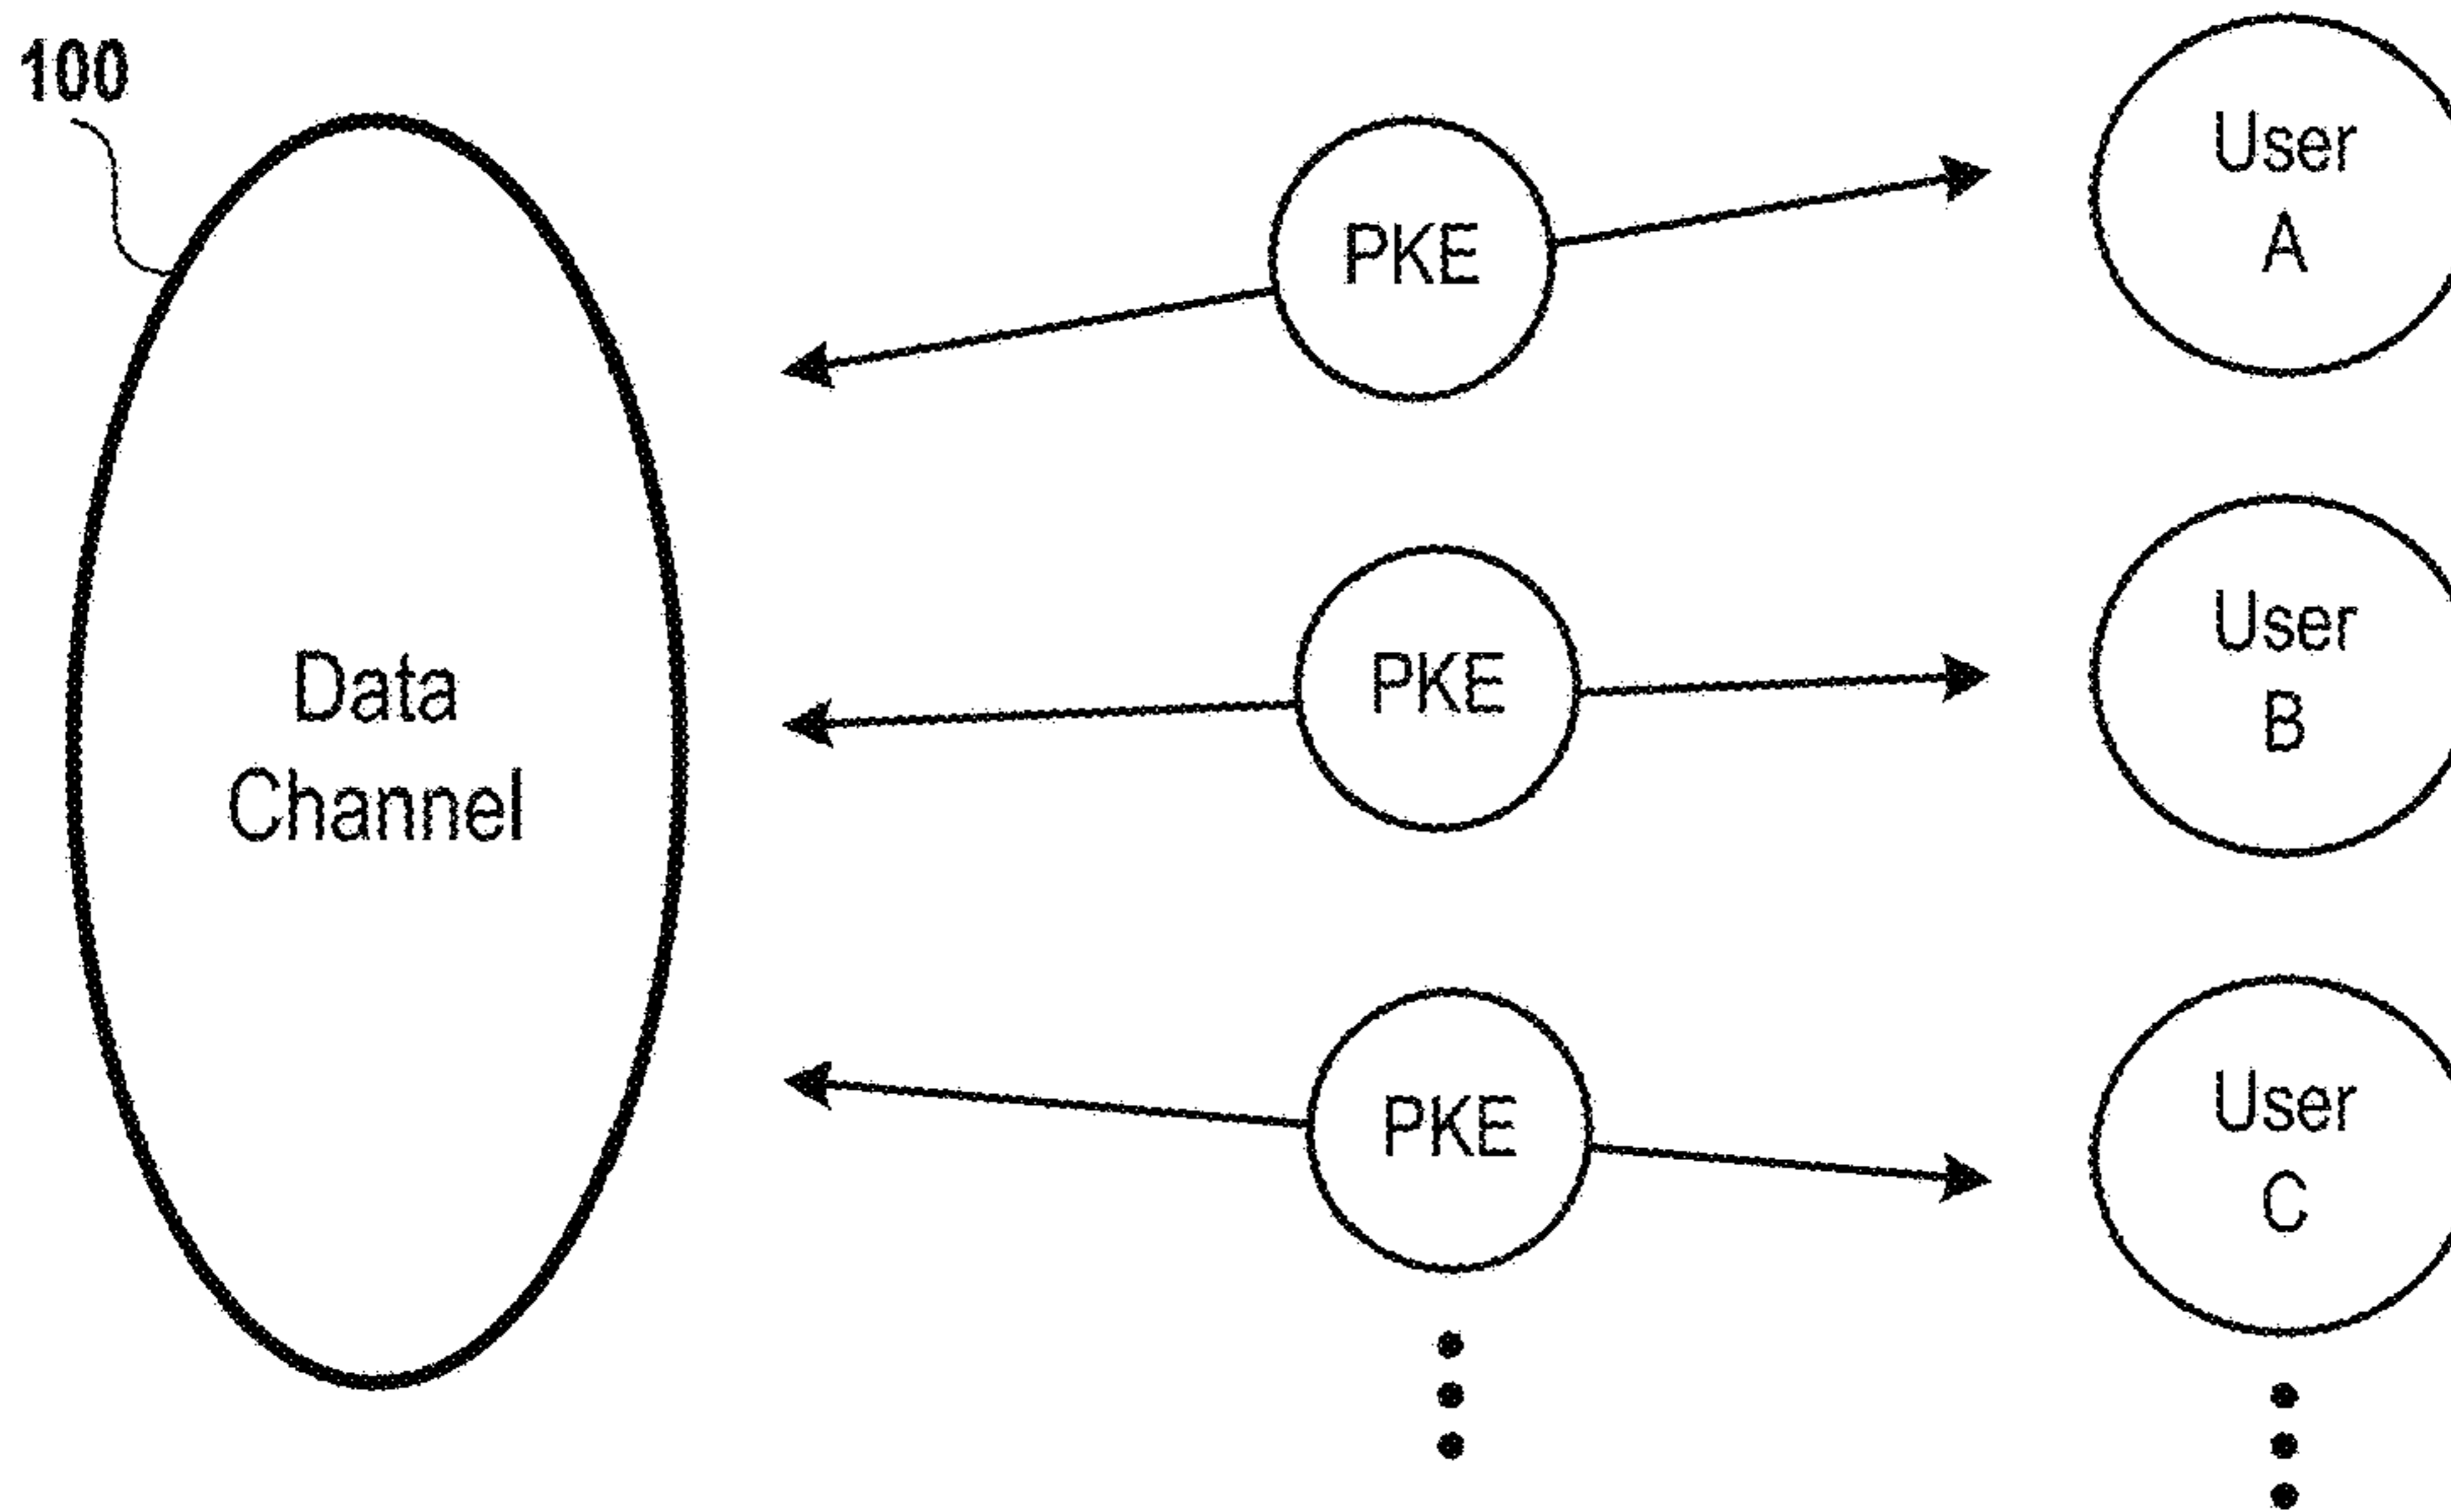 100
Data
Channel
PKE
User
A
PKE
User
B
PKE
User
C